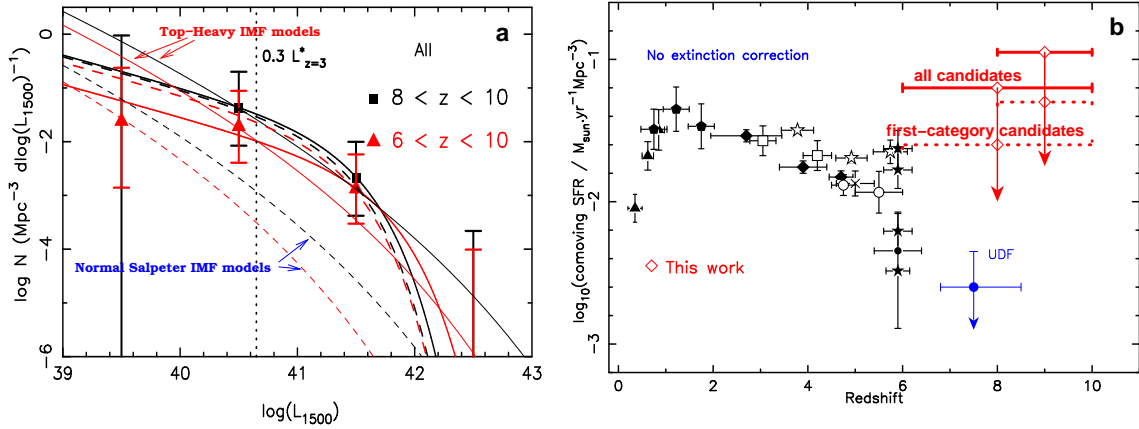 a
Top-Heavy IMF models
All
0.3 L*z=3
8 < z < 10
6 < z < 10
Normal Salpeter IMF models
log N (Mpc⁻³ dlog(L₁₅₀₀)⁻¹)
0
−2
−4
−6
39
40
41
42
43
log(L₁₅₀₀)
b
No extinction correction
all candidates
first-category candidates
UDF
This work
log₁₀(comoving SFR / M_sun.yr⁻¹Mpc⁻³)
−1
−2
−3
0
2
4
6
8
10
Redshift